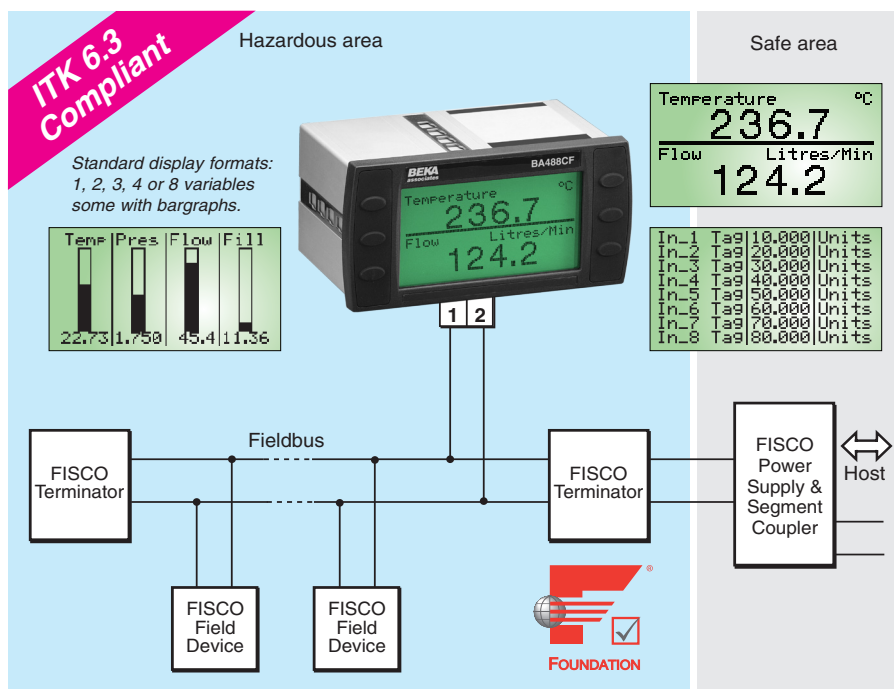 ITK 6.3
Compliant
Hazardous area
Safe area
Standard display formats:
1, 2, 3, 4 or 8 variables
some with bargraphs.
Temp Pres Flow Fill
22.73 1.750 45.4 11.36
BEKA
associates
BA488CF
Temperature °C
236.7
Flow Litres/Min
124.2
1 2
Temperature °C
236.7
Flow Litres/Min
124.2
In_1 Tag 10.000 Units
In_2 Tag 20.000 Units
In_3 Tag 30.000 Units
In_4 Tag 40.000 Units
In_5 Tag 50.000 Units
In_6 Tag 60.000 Units
In_7 Tag 70.000 Units
In_8 Tag 80.000 Units
Fieldbus
FISCO
Terminator
FISCO
Terminator
FISCO
Power
Supply &
Segment
Coupler
Host
FISCO
Field
Device
FISCO
Field
Device
®
FOUNDATION